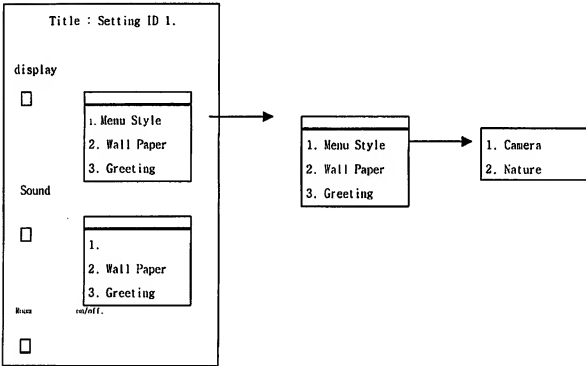 Title : Setting ID 1.
display
1. Menu Style
2. Wall Paper
3. Greeting
Sound
1.
2. Wall Paper
3. Greeting
on/off.
1. Menu Style
2. Wall Paper
3. Greeting
1. Camera
2. Nature